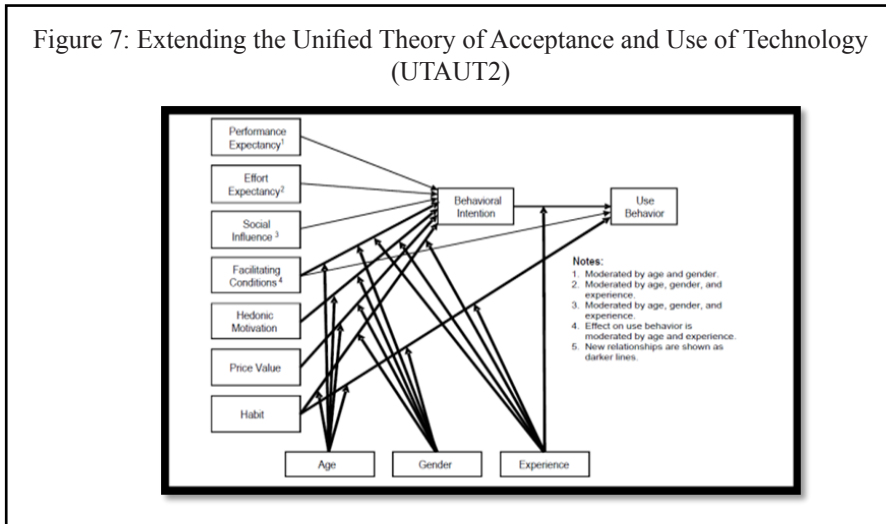 Figure 7: Extending the Unified Theory of Acceptance and Use of Technology
(UTAUT2)
Performance
Expectancy1
Effort
Expectancy2
Social
Influence 3
Facilitating
Conditions 4
Hedonic
Motivation
Price Value
Habit
Behavioral
Intention
Use
Behavior
Notes:
1. Moderated by age and gender.
2. Moderated by age, gender, and
experience.
3. Moderated by age, gender, and
experience.
4. Effect on use behavior is
moderated by age and experience.
5. New relationships are shown as
darker lines.
Age
Gender
Experience